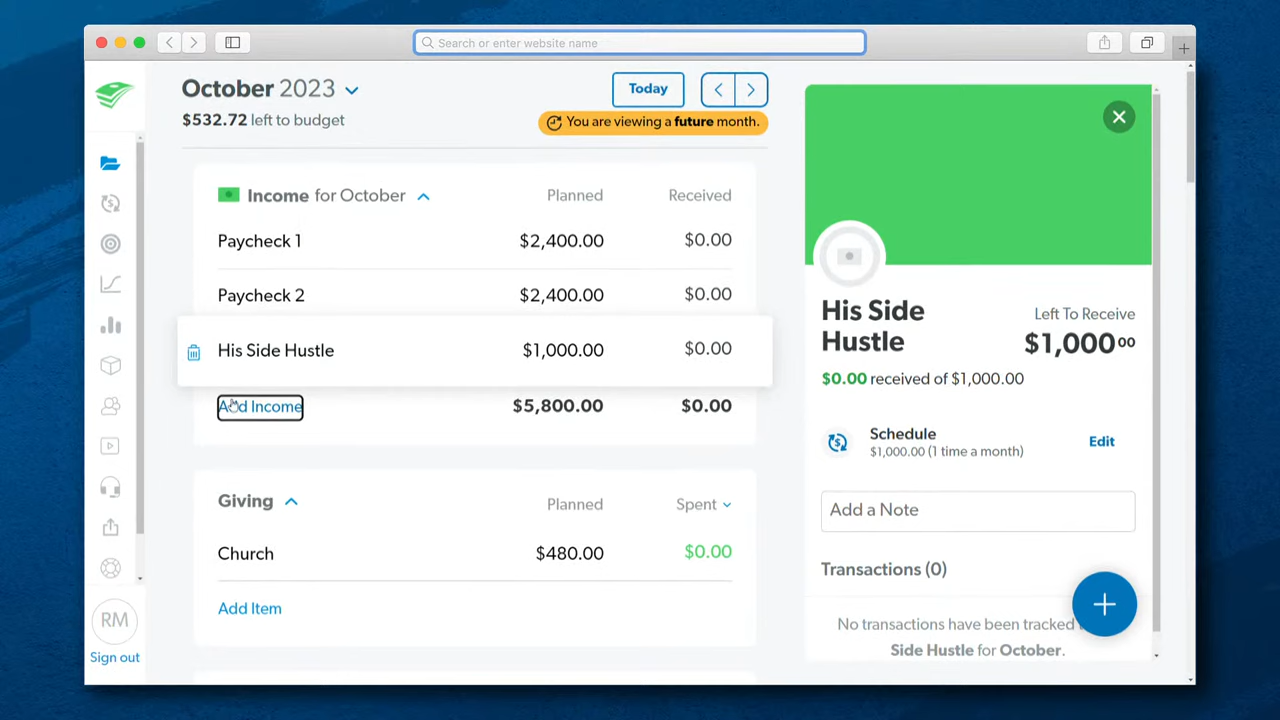 Search or enter website name
October 2023
$532.72 left to budget
Today
You are viewing a future month.
Income for October Planned Received
Paycheck 1 $2,400.00 $0.00
Paycheck 2 $2,400.00 $0.00
His Side Hustle $1,000.00 $0.00
Add Income $5,800.00 $0.00
Giving Planned Spent
Church $480.00 $0.00
Add Item
RM
Sign out
His Side
Hustle
Left To Receive
$1,000 00
$0.00 received of $1,000.00
Schedule
$1,000.00 (1 time a month)
Edit
Add a Note
Transactions (0)
No transactions have been tracked
Side Hustle for October.